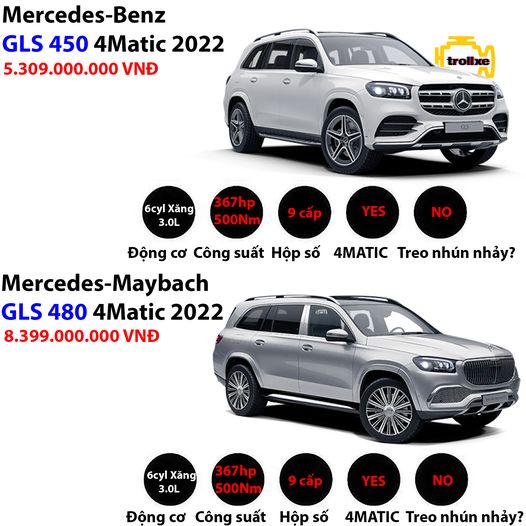 Mercedes-Benz
GLS 450 4Matic 2022
5.309.000.000 VNĐ
trollxe
6cyl Xăng 3.0L
367hp 500Nm
9 cấp
YES
NO
Động cơ Công suất Hộp số 4MATIC Treo nhún nhảy?
Mercedes-Maybach
GLS 480 4Matic 2022
8.399.000.000 VNĐ
6cyl Xăng 3.0L
367hp 500Nm
9 cấp
YES
NO
Động cơ Công suất Hộp số 4MATIC Treo nhún nhảy?